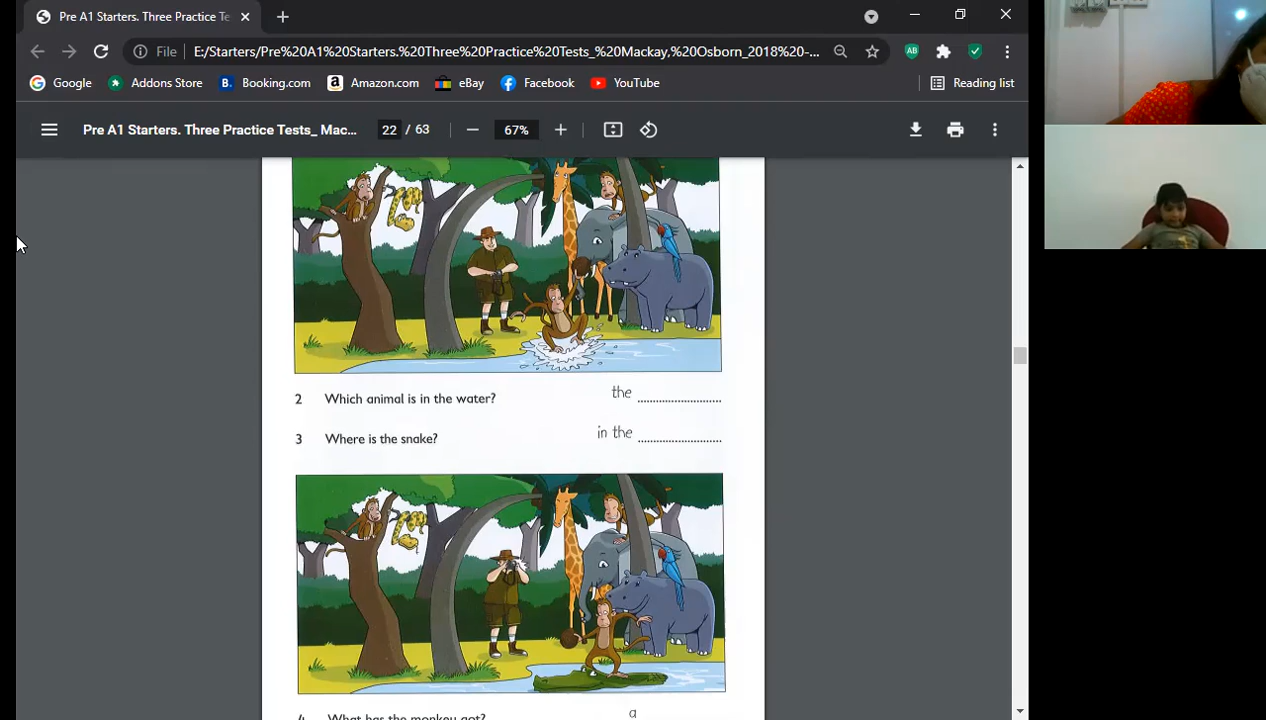 Pre A1 Starters. Three Practice Te
File E:/Starters/Pre%20A1%20Starters.%20Three%20Practice%20Tests_%20Mackay,%20Osborn_2018%20-...
Google Addons Store B. Booking.com a Amazon.com eBay Facebook YouTube Reading list
Pre A1 Starters. Three Practice Tests_ Mac... 22 / 63 67%
2 Which animal is in the water? the ........................
3 Where is the snake? in the ........................
4 What has the monkey got? a